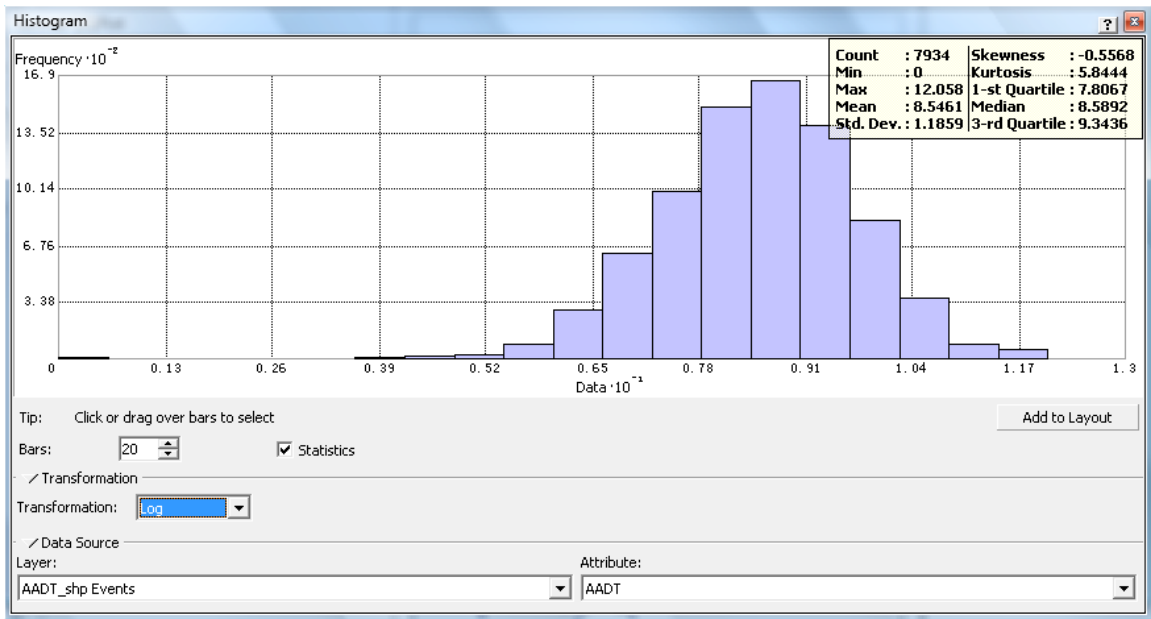 Histogram
Frequency ·10⁻²
Count : 7934 Skewness : -0.5568
Min : 0 Kurtosis : 5.8444
Max : 12.058 1-st Quartile : 7.8067
Mean : 8.5461 Median : 8.5892
Std. Dev. : 1.1859 3-rd Quartile : 9.3436
16.9
13.52
10.14
6.76
3.38
0 0.13 0.26 0.39 0.52 0.65 0.78 0.91 1.04 1.17 1.3
Data ·10⁻¹
Tip: Click or drag over bars to select Add to Layout
Bars: 20 Statistics
Transformation
Transformation: Log
Data Source
Layer: Attribute:
AADT_shp Events AADT